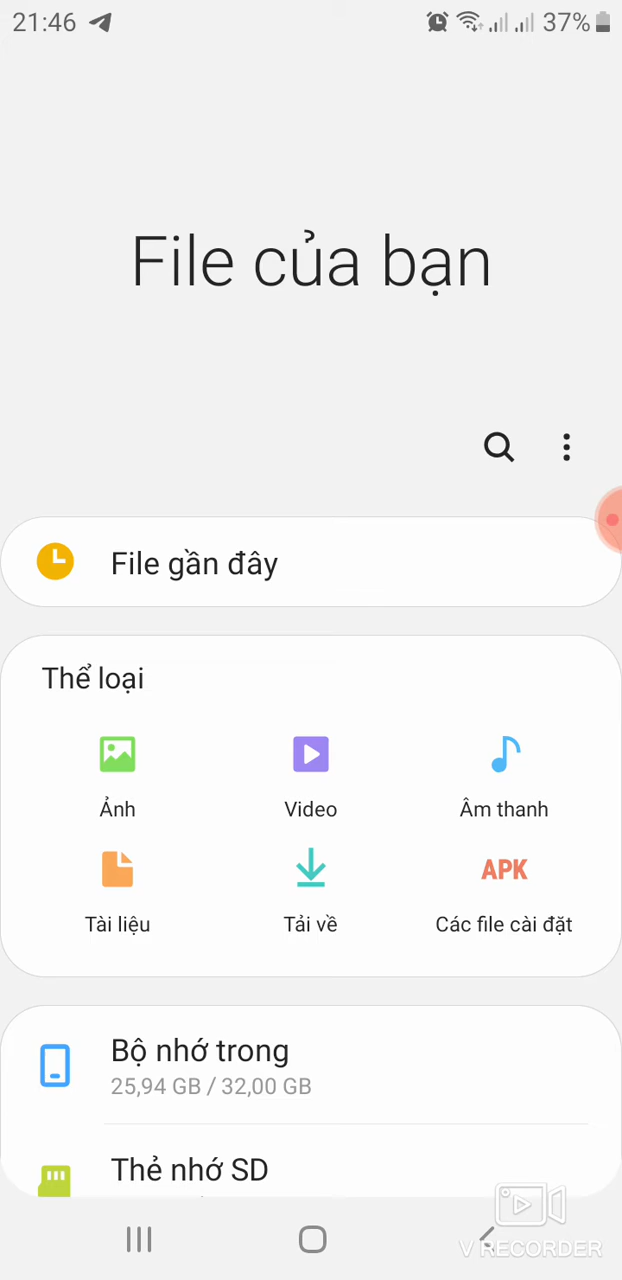 21:46 37%
File của bạn
File gần đây
Thể loại
Ảnh Video Âm thanh
APK
Tài liệu Tải về Các file cài đặt
Bộ nhớ trong
25,94 GB / 32,00 GB
Thẻ nhớ SD
V RECORDER